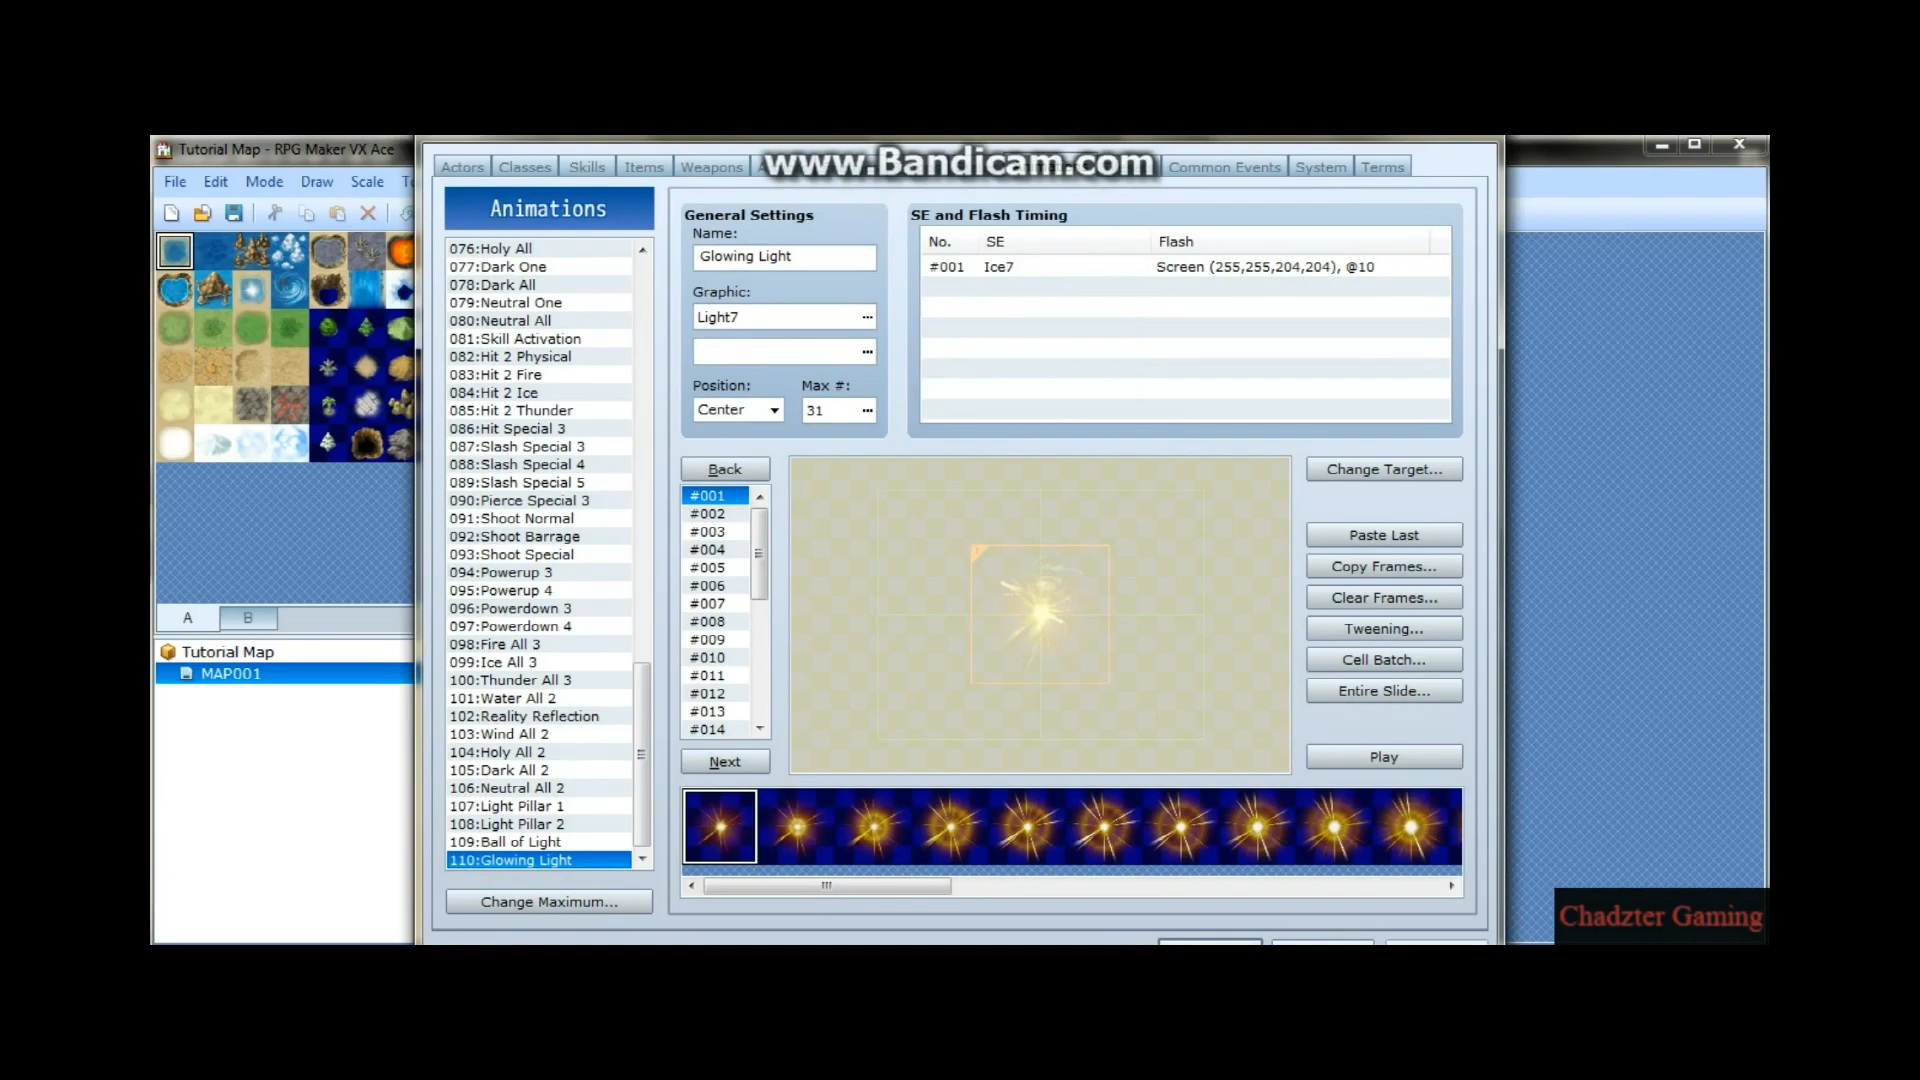 Tutorial Map - RPG Maker VX Ace
File Edit Mode Draw Scale
A B
Tutorial Map
MAP001
Actors Classes Skills Items Weapons Common Events System Terms
www.Bandicam.com
Animations
076:Holy All
077:Dark One
078:Dark All
079:Neutral One
080:Neutral All
081:Skill Activation
082:Hit 2 Physical
083:Hit 2 Fire
084:Hit 2 Ice
085:Hit 2 Thunder
086:Hit Special 3
087:Slash Special 3
088:Slash Special 4
089:Slash Special 5
090:Pierce Special 3
091:Shoot Normal
092:Shoot Barrage
093:Shoot Special
094:Powerup 3
095:Powerup 4
096:Powerdown 3
097:Powerdown 4
098:Fire All 3
099:Ice All 3
100:Thunder All 3
101:Water All 2
102:Reality Reflection
103:Wind All 2
104:Holy All 2
105:Dark All 2
106:Neutral All 2
107:Light Pillar 1
108:Light Pillar 2
109:Ball of Light
110:Glowing Light
Change Maximum...
General Settings
Name:
Glowing Light
Graphic:
Light7
Position: Max #:
Center 31
SE and Flash Timing
No. SE Flash
#001 Ice7 Screen (255,255,204,204), @10
Back
#001
#002
#003
#004
#005
#006
#007
#008
#009
#010
#011
#012
#013
#014
Next
Change Target...
Paste Last
Copy Frames...
Clear Frames...
Tweening...
Cell Batch...
Entire Slide...
Play
Chadzter Gaming